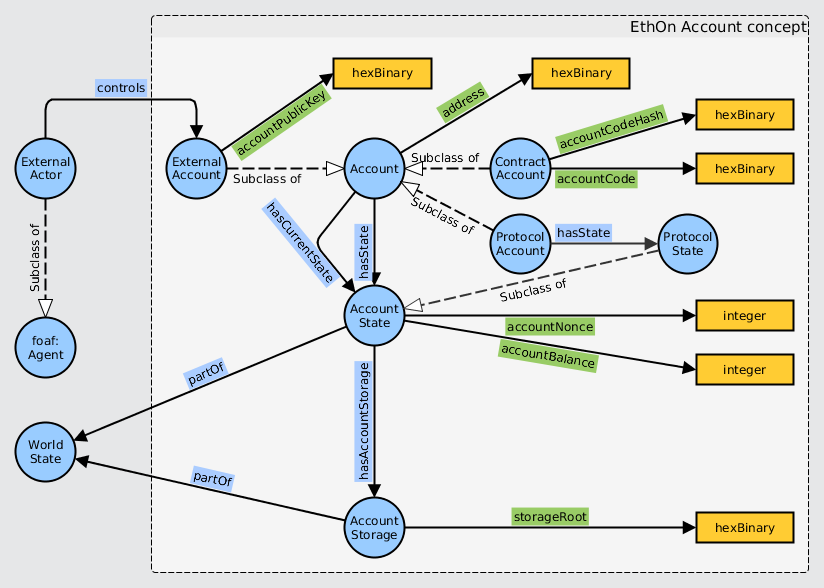 EthOn Account concept
hexBinary
hexBinary
controls
accountPublicKey
address
accountCodeHash
hexBinary
External
Actor
External
Account
Subclass of
Account
Subclass of
Contract
Account
accountCode
hexBinary
Subclass of
hasCurrentState
hasState
Subclass of
Protocol
Account
hasState
Protocol
State
Subclass of
foaf:
Agent
Account
State
accountNonce
integer
accountBalance
integer
partOf
hasAccountStorage
World
State
partOf
Account
Storage
storageRoot
hexBinary